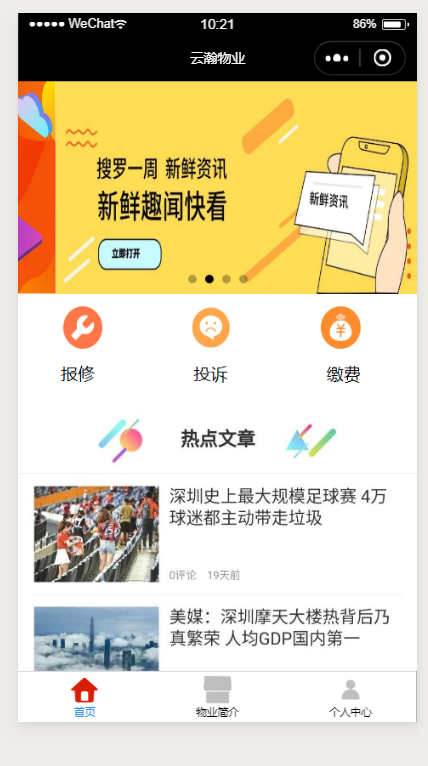 WeChat 10:21 86%
云瀚物业
搜罗一周 新鲜资讯
新鲜趣闻快看
立即打开
新鲜资讯
报修 投诉 缴费
热点文章
深圳史上最大规模足球赛 4万
球迷都主动带走垃圾
0评论 19天前
美媒：深圳摩天大楼热背后乃
真繁荣 人均GDP国内第一
首页 物业简介 个人中心